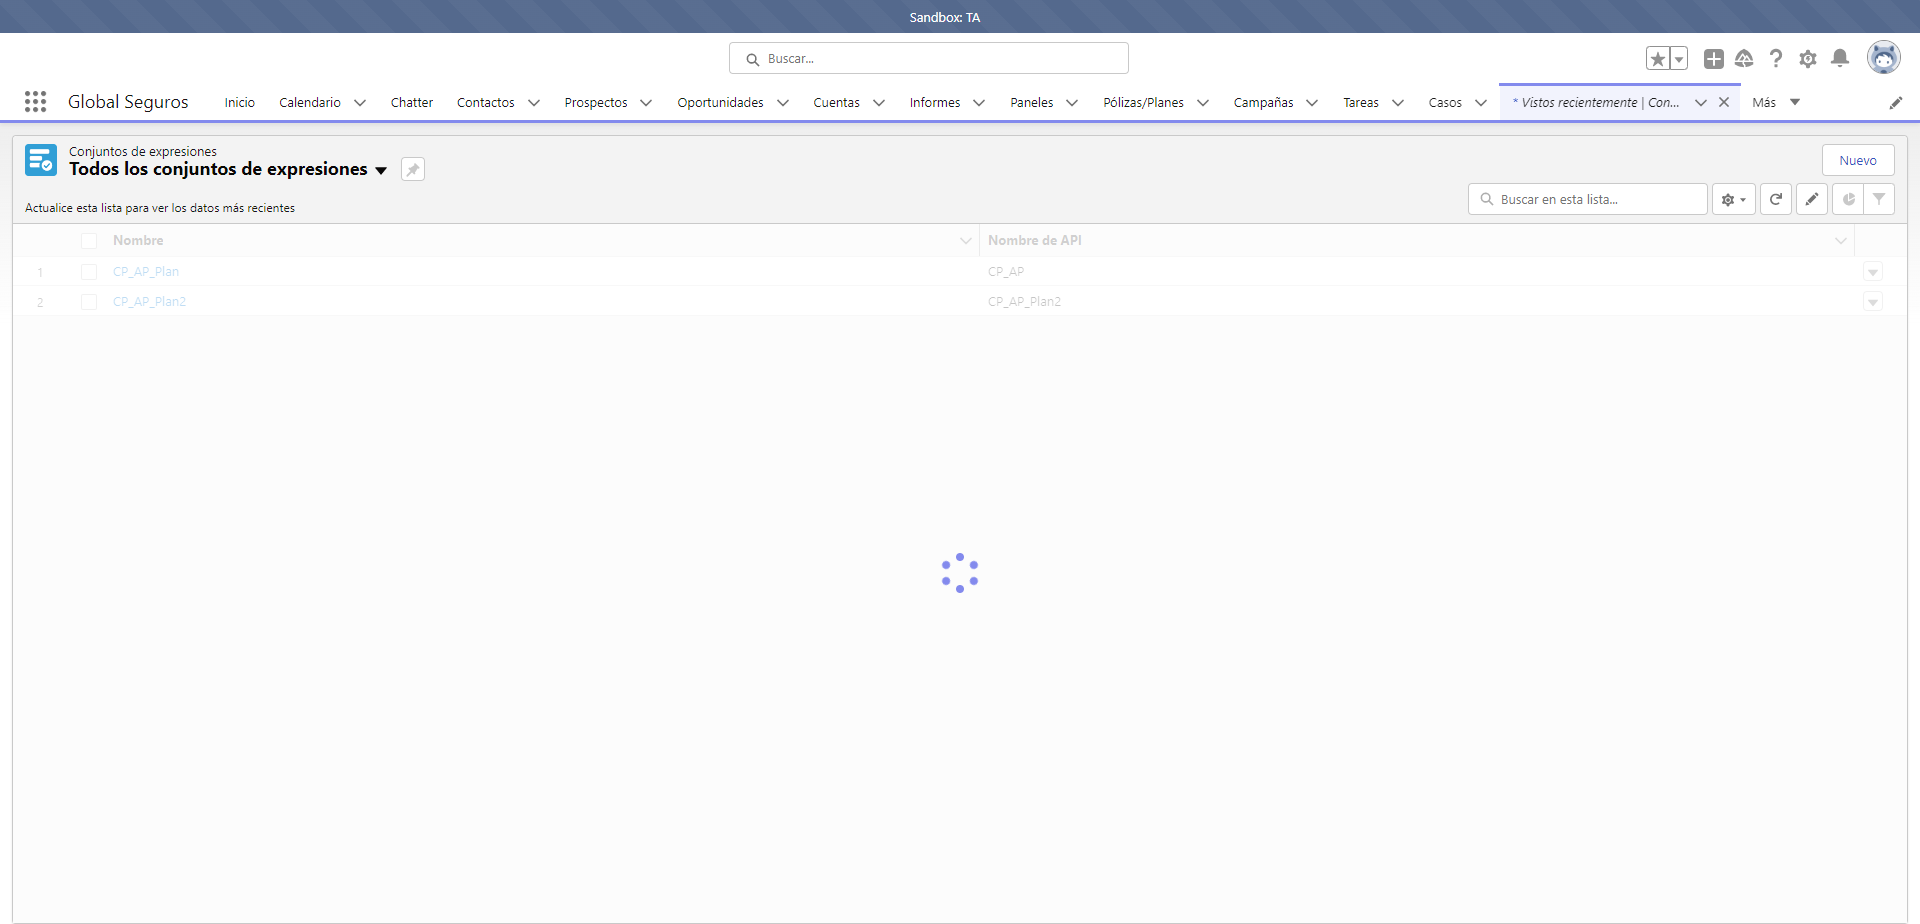 Sandbox: TA
Buscar...
Global Seguros
Inicio
Calendario
Chatter
Contactos
Prospectos
Oportunidades
Cuentas
Informes
Paneles
Pólizas/Planes
Campañas
Tareas
Casos
* Vistos recientemente | Con...
Más
Conjuntos de expresiones
Todos los conjuntos de expresiones
Nuevo
Actualice esta lista para ver los datos más recientes
Buscar en esta lista...
Nombre
Nombre de API
1 CP_AP_Plan CP_AP
2 CP_AP_Plan2 CP_AP_Plan2